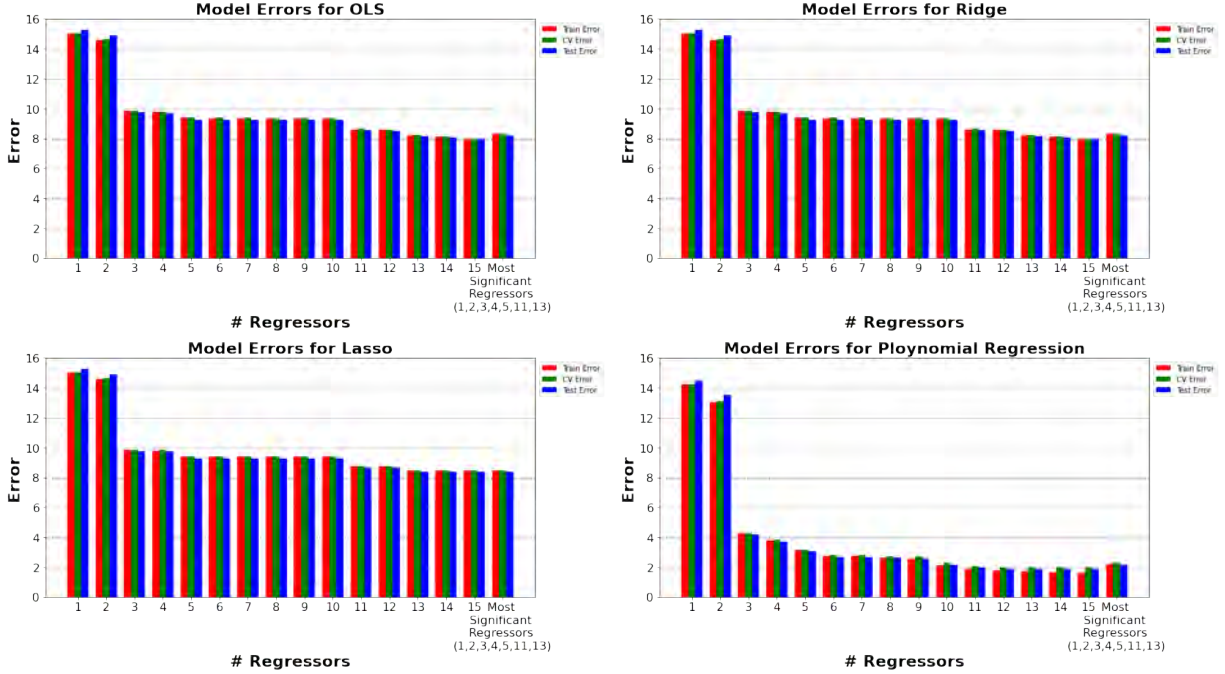 Model Errors for OLS
16
14
12
10
8
6
4
2
0
Error
1 2 3 4 5 6 7 8 9 10 11 12 13 14 15 Most
Significant
Regressors
(1,2,3,4,5,11,13)
# Regressors
Train Error
CV Error
Test Error
Model Errors for Ridge
16
14
12
10
8
6
4
2
0
Error
1 2 3 4 5 6 7 8 9 10 11 12 13 14 15 Most
Significant
Regressors
(1,2,3,4,5,11,13)
# Regressors
Train Error
CV Error
Test Error
Model Errors for Lasso
16
14
12
10
8
6
4
2
0
Error
1 2 3 4 5 6 7 8 9 10 11 12 13 14 15 Most
Significant
Regressors
(1,2,3,4,5,11,13)
# Regressors
Train Error
CV Error
Test Error
Model Errors for Ploynomial Regression
16
14
12
10
8
6
4
2
0
Error
1 2 3 4 5 6 7 8 9 10 11 12 13 14 15 Most
Significant
Regressors
(1,2,3,4,5,11,13)
# Regressors
Train Error
CV Error
Test Error